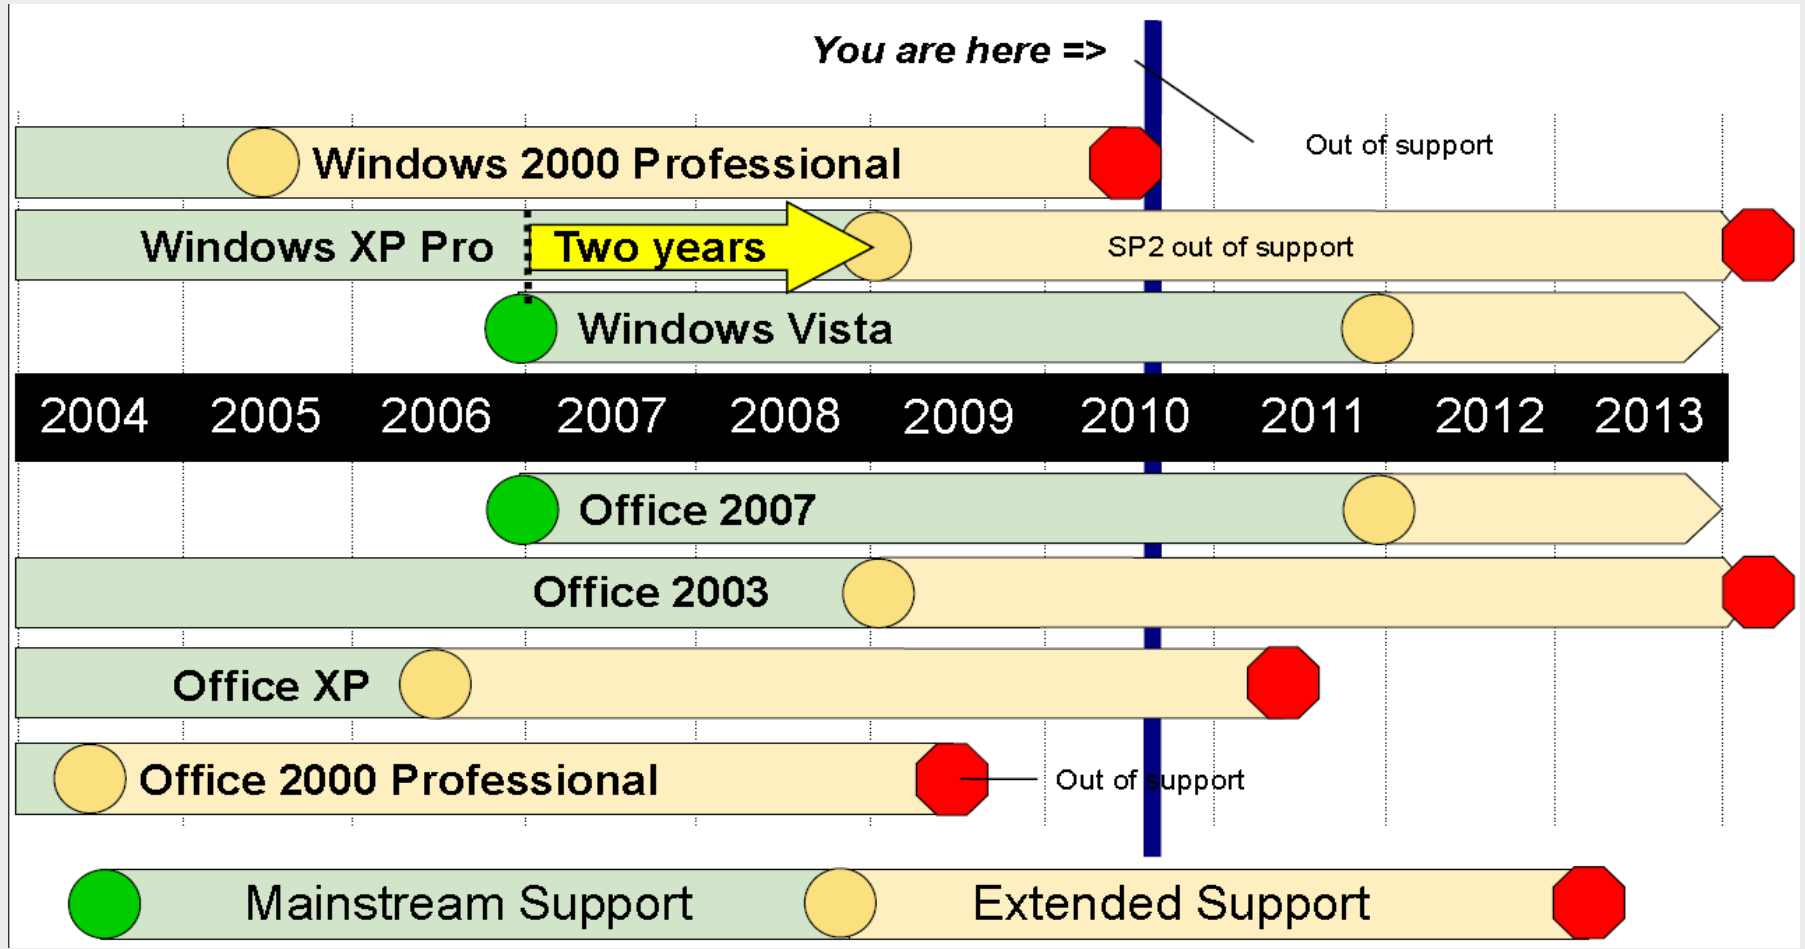 You are here =>
Out of support
Windows 2000 Professional
Windows XP Pro
Two years
SP2 out of support
Windows Vista
2004 2005 2006 2007 2008 2009 2010 2011 2012 2013
Office 2007
Office 2003
Office XP
Office 2000 Professional
Out of support
Mainstream Support
Extended Support